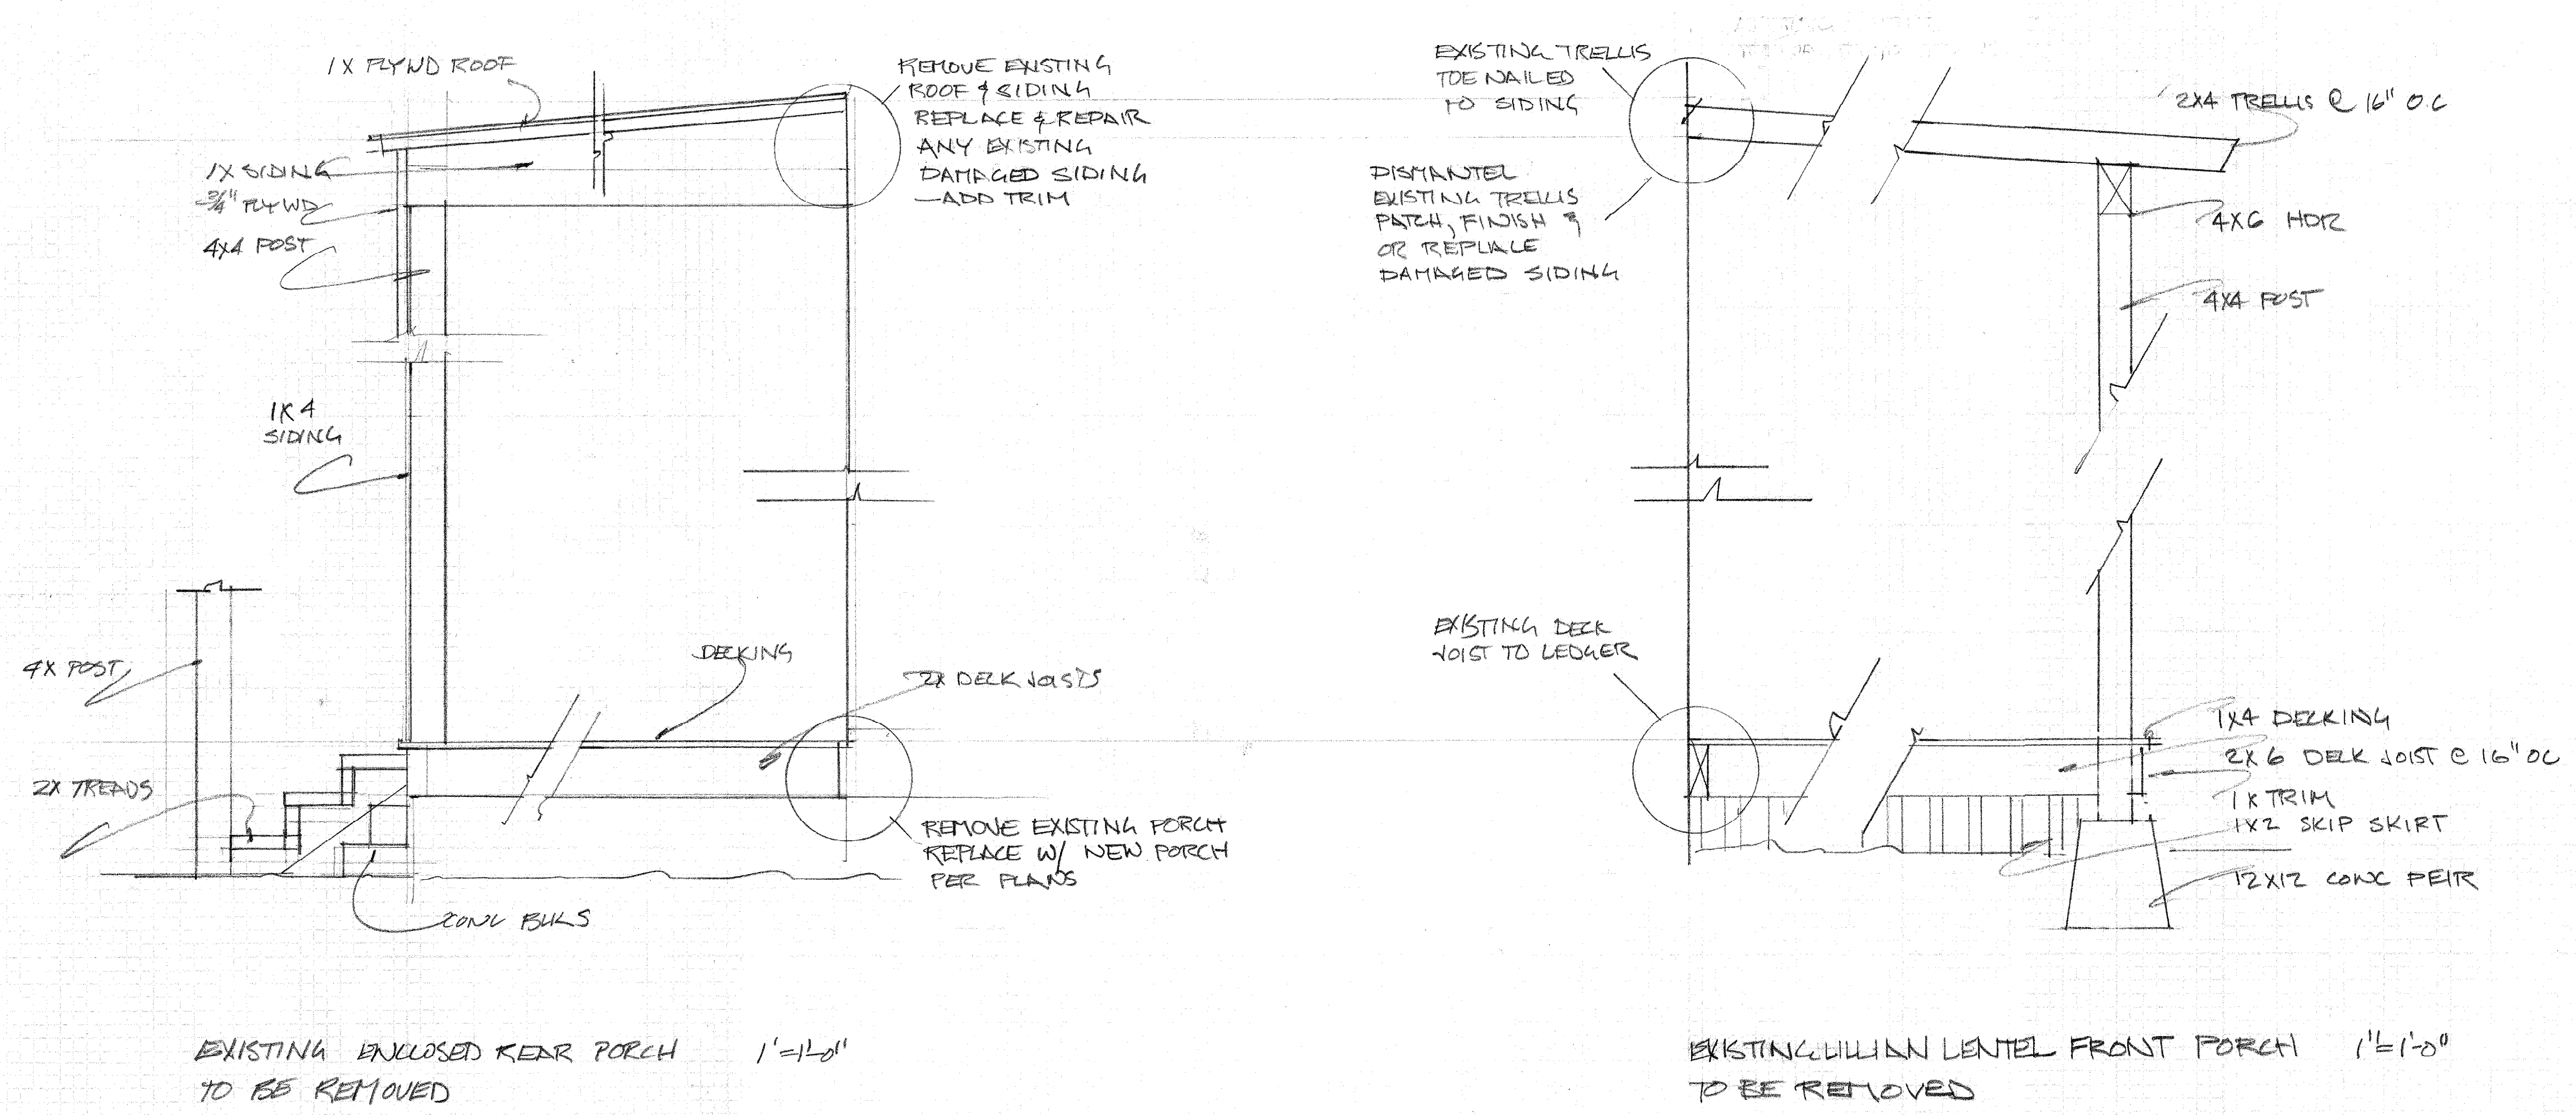 1X PLYWD ROOF
1X SIDING
3/4" PLYWD
4X4 POST
1X4
SIDING
4X POST
2X TREADS
CONC BLKS
DECKING
2X DECK JOISTS
REMOVE EXISTING
ROOF & SIDING
REPLACE & REPAIR
ANY EXISTING
DAMAGED SIDING
—ADD TRIM
REMOVE EXISTING PORCH
REPLACE W/ NEW PORCH
PER PLANS
EXISTING ENCLOSED REAR PORCH 1'=1'-0"
TO BE REMOVED
EXISTING TRELLIS
TOE NAILED
TO SIDING
DISMANTEL
EXISTING TRELLIS
PATCH, FINISH &
OR REPLACE
DAMAGED SIDING
EXISTING DECK
JOIST TO LEDGER
2X4 TRELLIS @ 16" O.C
4X6 HDR
4X4 POST
1X4 DECKING
2X6 DECK JOIST @ 16" OC
1X TRIM
1X2 SKIP SKIRT
12X12 CONC PEIR
EXISTING LILLIAN LENTEL FRONT PORCH 1"=1'-0"
TO BE REMOVED